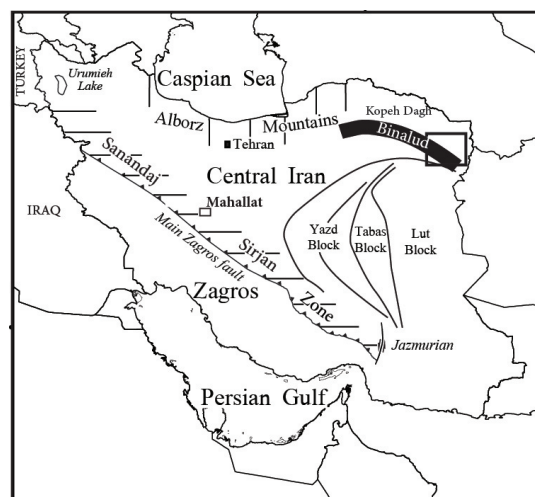 TURKEY
Urumieh
Lake
Caspian Sea
Kopeh Dagh
Alborz
Mountains
Binalud
Tehran
Sanandaj
Central Iran
IRAQ
Mahallat
Yazd
Block
Tabas
Block
Lut
Block
Main Zagros fault
Sirjan
Zagros
Zone
Jazmurian
Persian Gulf